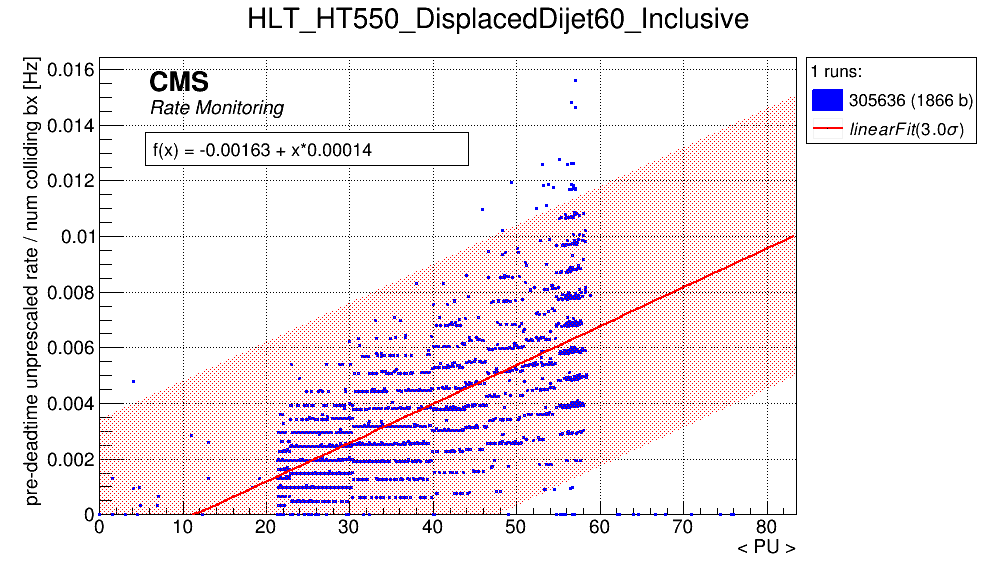 HLT_HT550_DisplacedDijet60_Inclusive
pre-deadtime unprescaled rate / num colliding bx [Hz]
0.016
0.014
0.012
0.01
0.008
0.006
0.004
0.002
0
CMS
Rate Monitoring
f(x) = -0.00163 + x*0.00014
0 10 20 30 40 50 60 70 80
< PU >
1 runs:
305636 (1866 b)
linearFit(3.0σ)